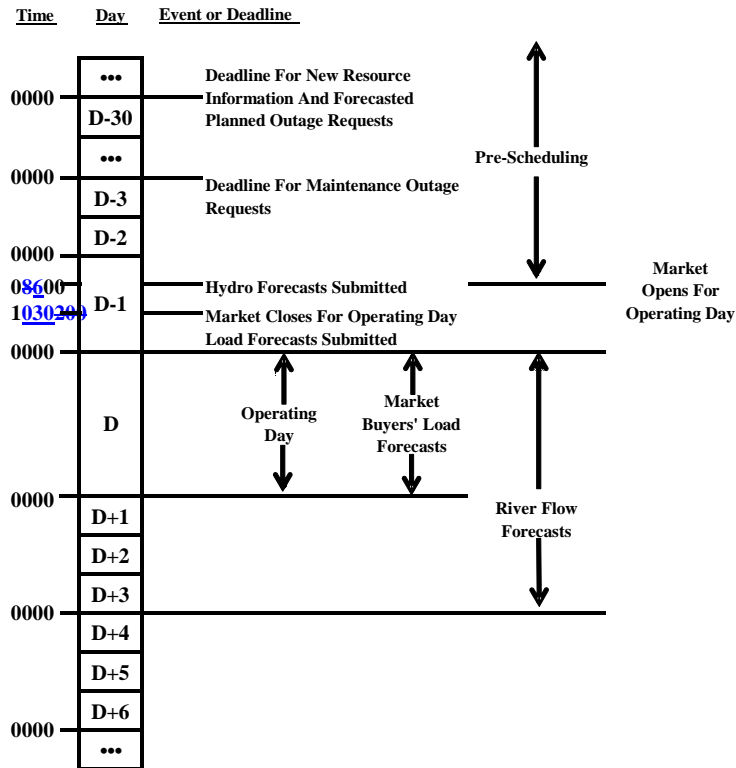 Time Day Event or Deadline
•••
Deadline For New Resource
0000
Information And Forecasted
D-30
Planned Outage Requests
•••
Pre-Scheduling
0000
D-3
Deadline For Maintenance Outage
Requests
D-2
0000
08600
Hydro Forecasts Submitted
D-1
1030200
Market Closes For Operating Day
Load Forecasts Submitted
Market
Opens For
Operating Day
0000
D
Operating
Day
Market
Buyers' Load
Forecasts
0000
D+1
River Flow
Forecasts
D+2
D+3
0000
D+4
D+5
D+6
0000
•••